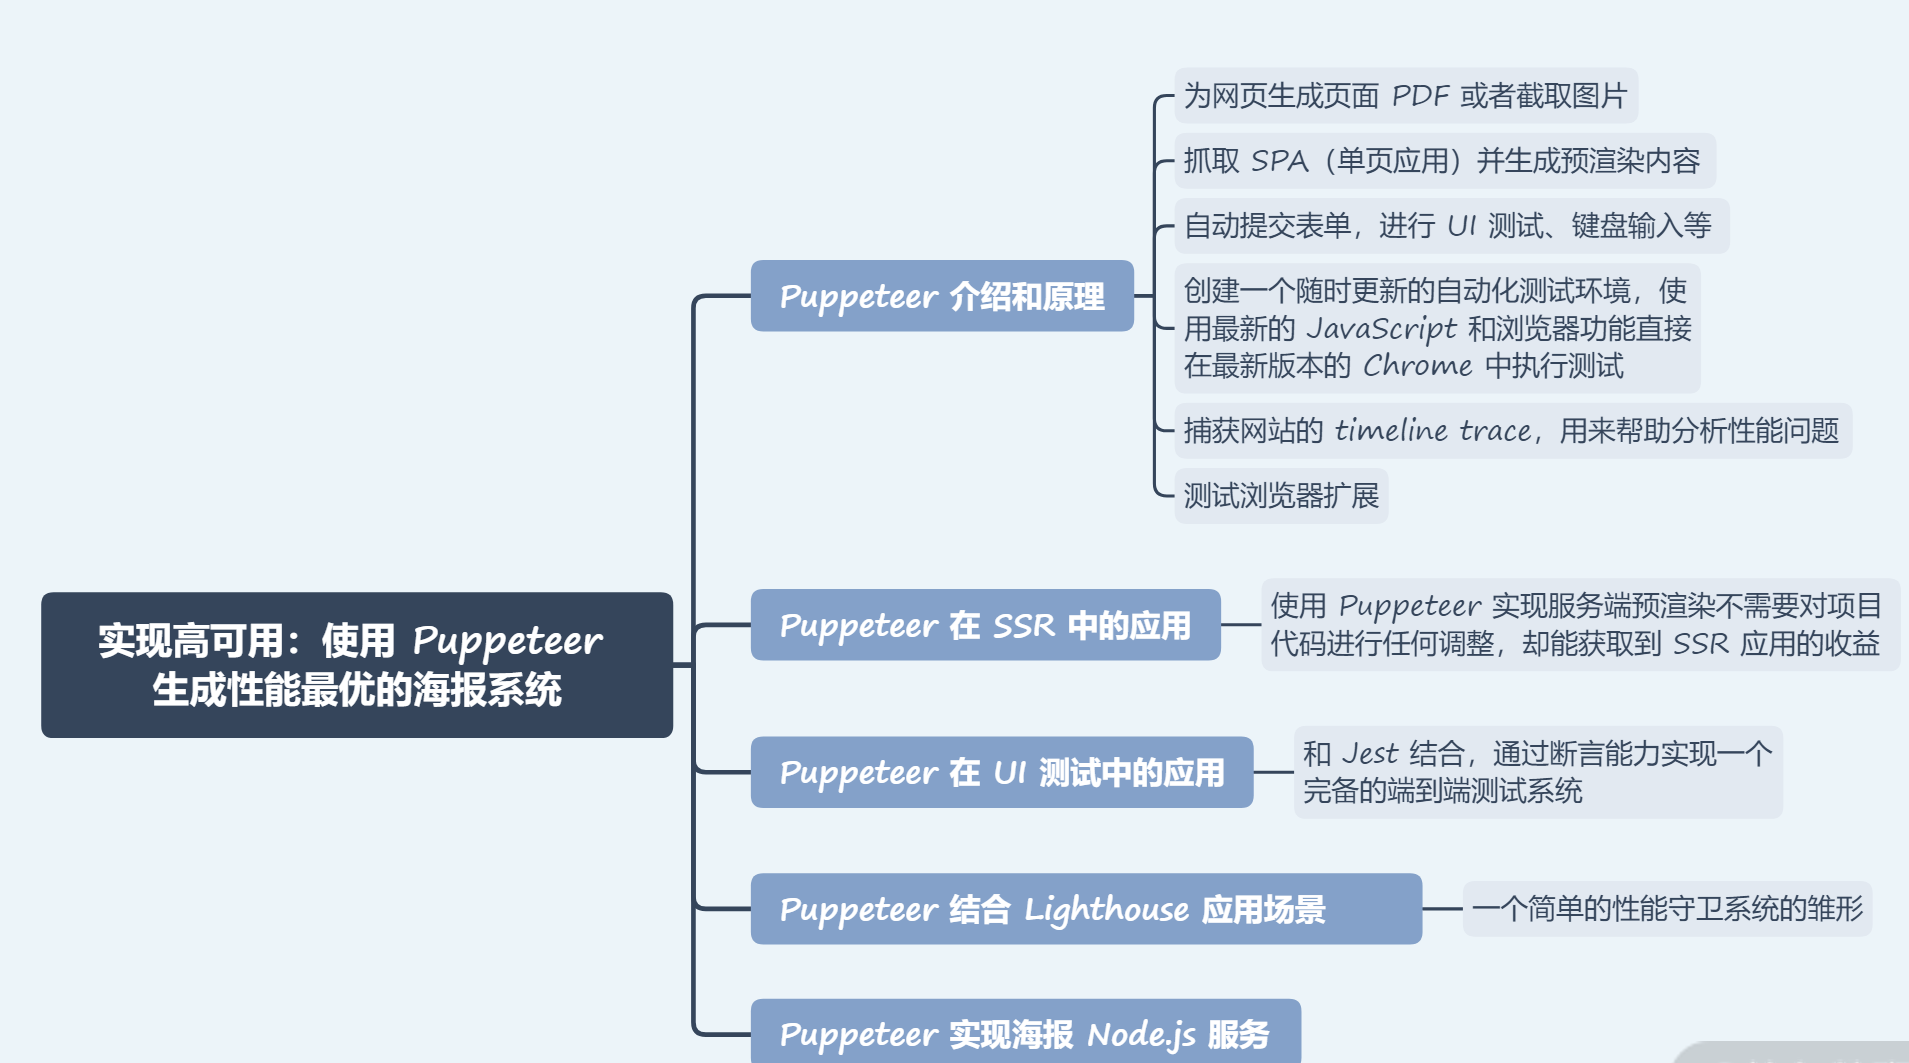 为网页生成页面 PDF 或者截取图片
抓取 SPA（单页应用）并生成预渲染内容
自动提交表单，进行 UI 测试、键盘输入等
Puppeteer 介绍和原理
创建一个随时更新的自动化测试环境，使
用最新的 JavaScript 和浏览器功能直接
在最新版本的 Chrome 中执行测试
捕获网站的 timeline trace，用来帮助分析性能问题
测试浏览器扩展
实现高可用：使用 Puppeteer
生成性能最优的海报系统
Puppeteer 在 SSR 中的应用
使用 Puppeteer 实现服务端预渲染不需要对项目
代码进行任何调整，却能获取到 SSR 应用的收益
Puppeteer 在 UI 测试中的应用
和 Jest 结合，通过断言能力实现一个
完备的端到端测试系统
Puppeteer 结合 Lighthouse 应用场景
一个简单的性能守卫系统的雏形
Puppeteer 实现海报 Node.js 服务